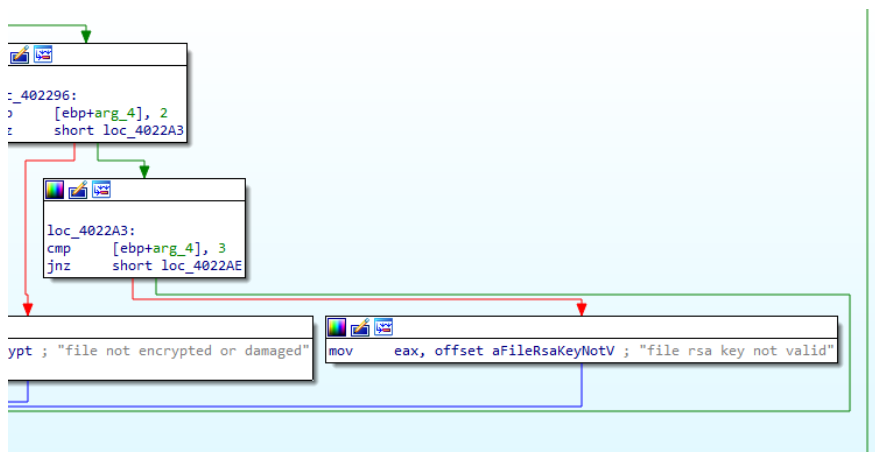 c_402296:
[ebp+arg_4], 2
z short loc_4022A3
loc_4022A3:
cmp [ebp+arg_4], 3
jnz short loc_4022AE
ypt ; "file not encrypted or damaged"
mov eax, offset aFileRsaKeyNotV ; "file rsa key not valid"